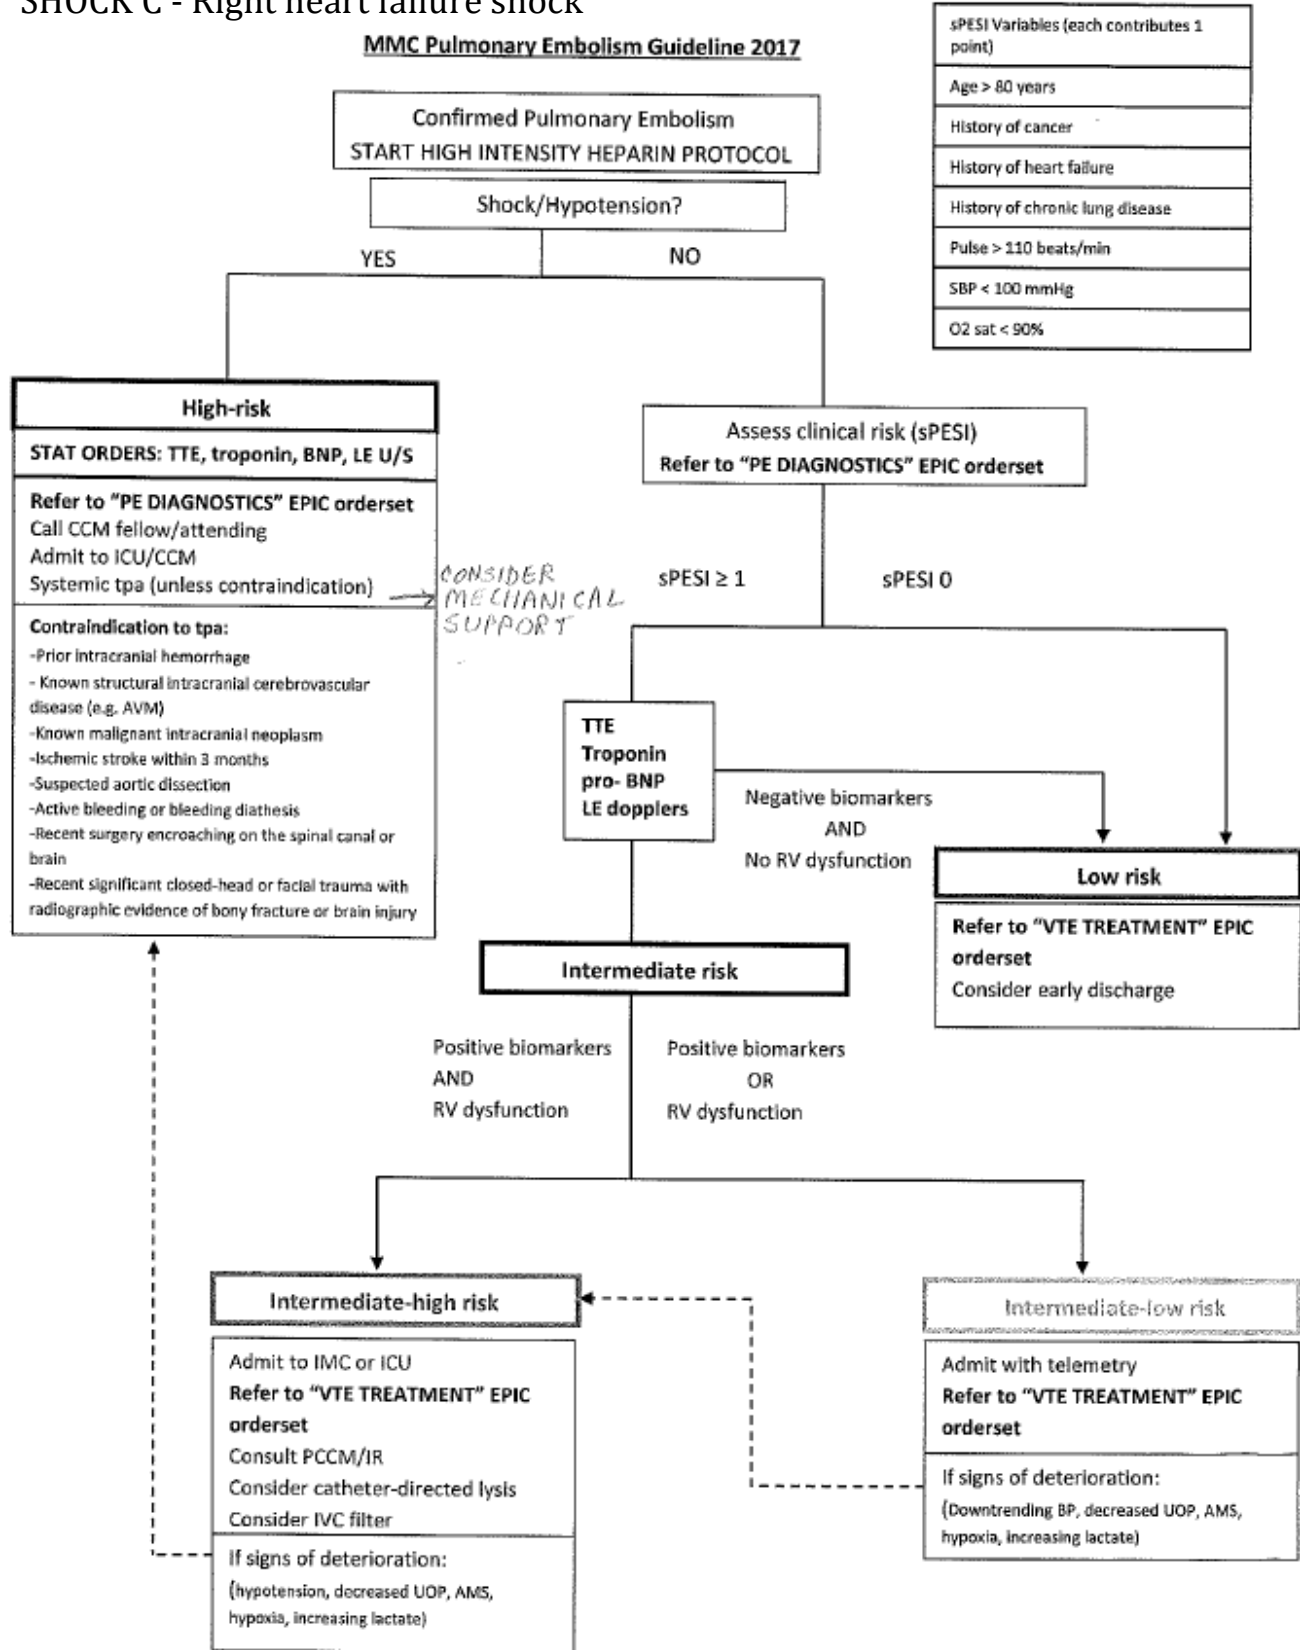 SHOCK C - Right heart failure shock
MMC Pulmonary Embolism Guideline 2017
sPESI Variables (each contributes 1
point)
Age > 80 years
History of cancer
History of heart failure
History of chronic lung disease
Pulse > 110 beats/min
SBP < 100 mmHg
O2 sat < 90%
Confirmed Pulmonary Embolism
START HIGH INTENSITY HEPARIN PROTOCOL
Shock/Hypotension?
YES
NO
High-risk
STAT ORDERS: TTE, troponin, BNP, LE U/S
Refer to "PE DIAGNOSTICS" EPIC orderset
Call CCM fellow/attending
Admit to ICU/CCM
Systemic tpa (unless contraindication)
CONSIDER
MECHANICAL
SUPPORT
Contraindication to tpa:
-Prior intracranial hemorrhage
- Known structural intracranial cerebrovascular
disease (e.g. AVM)
-Known malignant intracranial neoplasm
-Ischemic stroke within 3 months
-Suspected aortic dissection
-Active bleeding or bleeding diathesis
-Recent surgery encroaching on the spinal canal or
brain
-Recent significant closed-head or facial trauma with
radiographic evidence of bony fracture or brain injury
Assess clinical risk (sPESI)
Refer to "PE DIAGNOSTICS" EPIC orderset
sPESI ≥ 1
sPESI 0
TTE
Troponin
pro- BNP
LE dopplers
Negative biomarkers
AND
No RV dysfunction
Low risk
Refer to "VTE TREATMENT" EPIC
orderset
Consider early discharge
Intermediate risk
Positive biomarkers
AND
RV dysfunction
Positive biomarkers
OR
RV dysfunction
Intermediate-high risk
Admit to IMC or ICU
Refer to "VTE TREATMENT" EPIC
orderset
Consult PCCM/IR
Consider catheter-directed lysis
Consider IVC filter
If signs of deterioration:
(hypotension, decreased UOP, AMS,
hypoxia, increasing lactate)
Intermediate-low risk
Admit with telemetry
Refer to "VTE TREATMENT" EPIC
orderset
If signs of deterioration:
(Downtrending BP, decreased UOP, AMS,
hypoxia, increasing lactate)